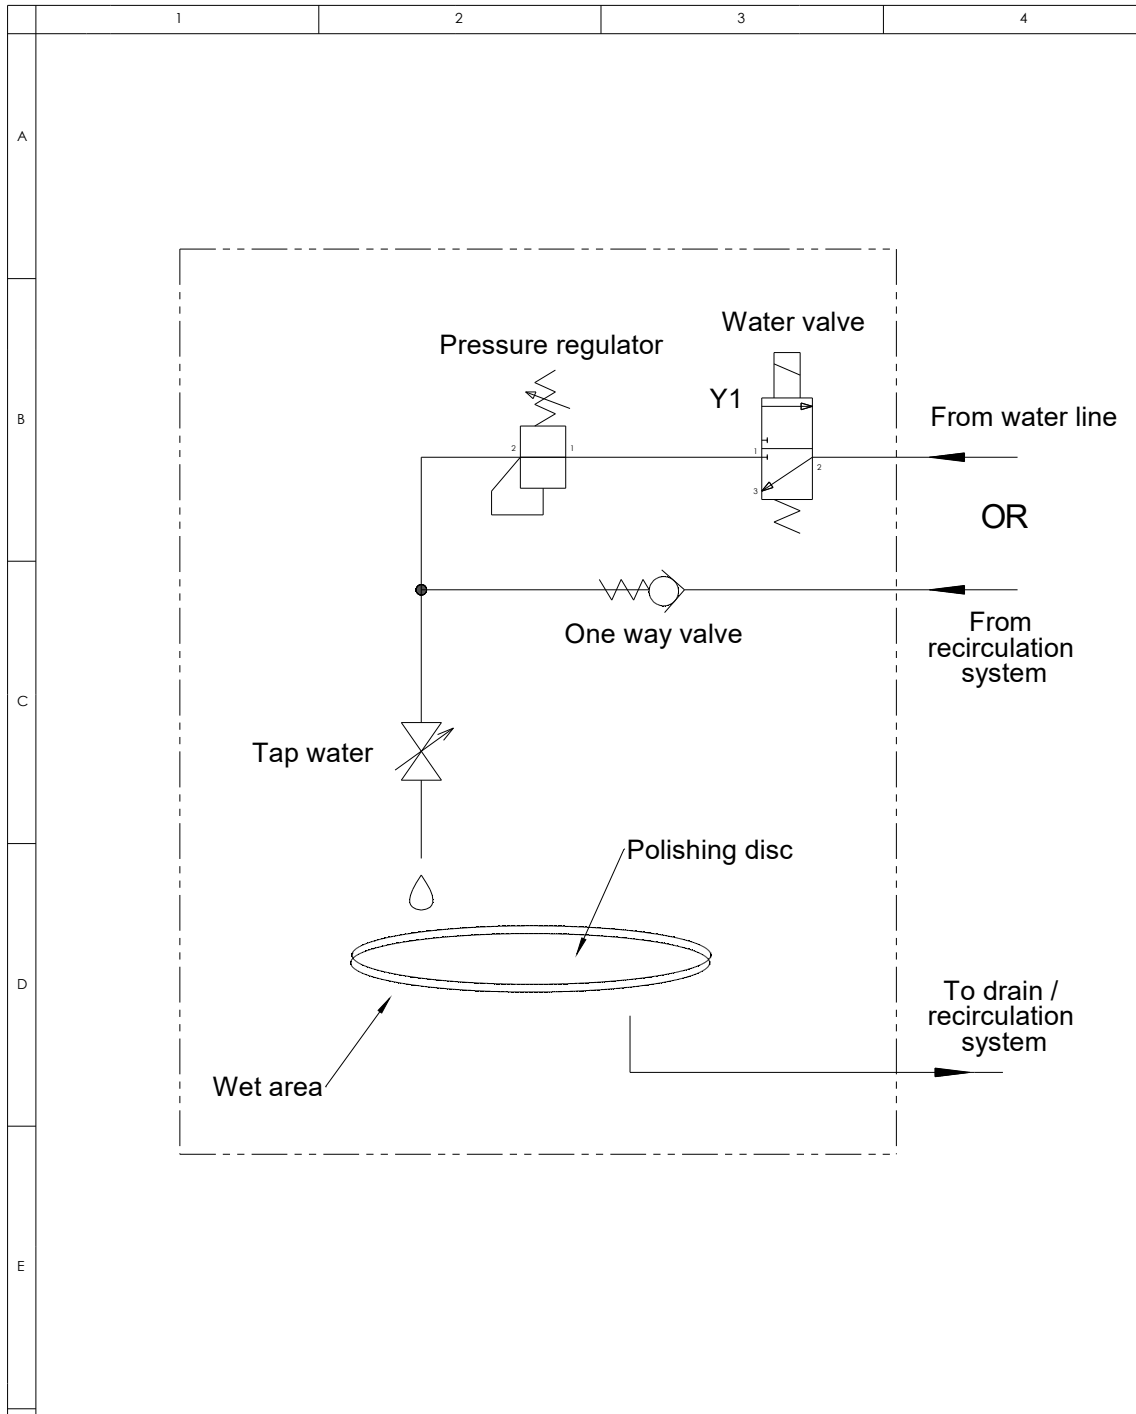 1 2 3 4
A
Water valve
Pressure regulator
Y1
B
From water line
2 1
1
2
3
OR
One way valve
From
recirculation
system
C
Tap water
Polishing disc
D
To drain /
recirculation
system
Wet area
E